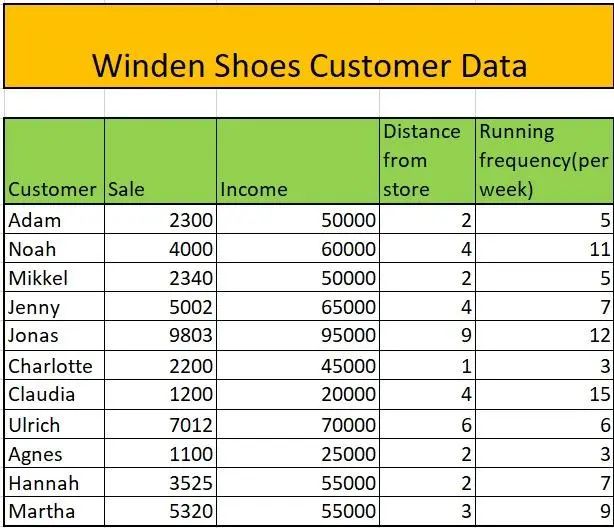 Winden Shoes Customer Data
Customer Sale Income Distance from store Running frequency(per week)
Adam 2300 50000 2 5
Noah 4000 60000 4 11
Mikkel 2340 50000 2 5
Jenny 5002 65000 4 7
Jonas 9803 95000 9 12
Charlotte 2200 45000 1 3
Claudia 1200 20000 4 15
Ulrich 7012 70000 6 6
Agnes 1100 25000 2 3
Hannah 3525 55000 2 7
Martha 5320 55000 3 9